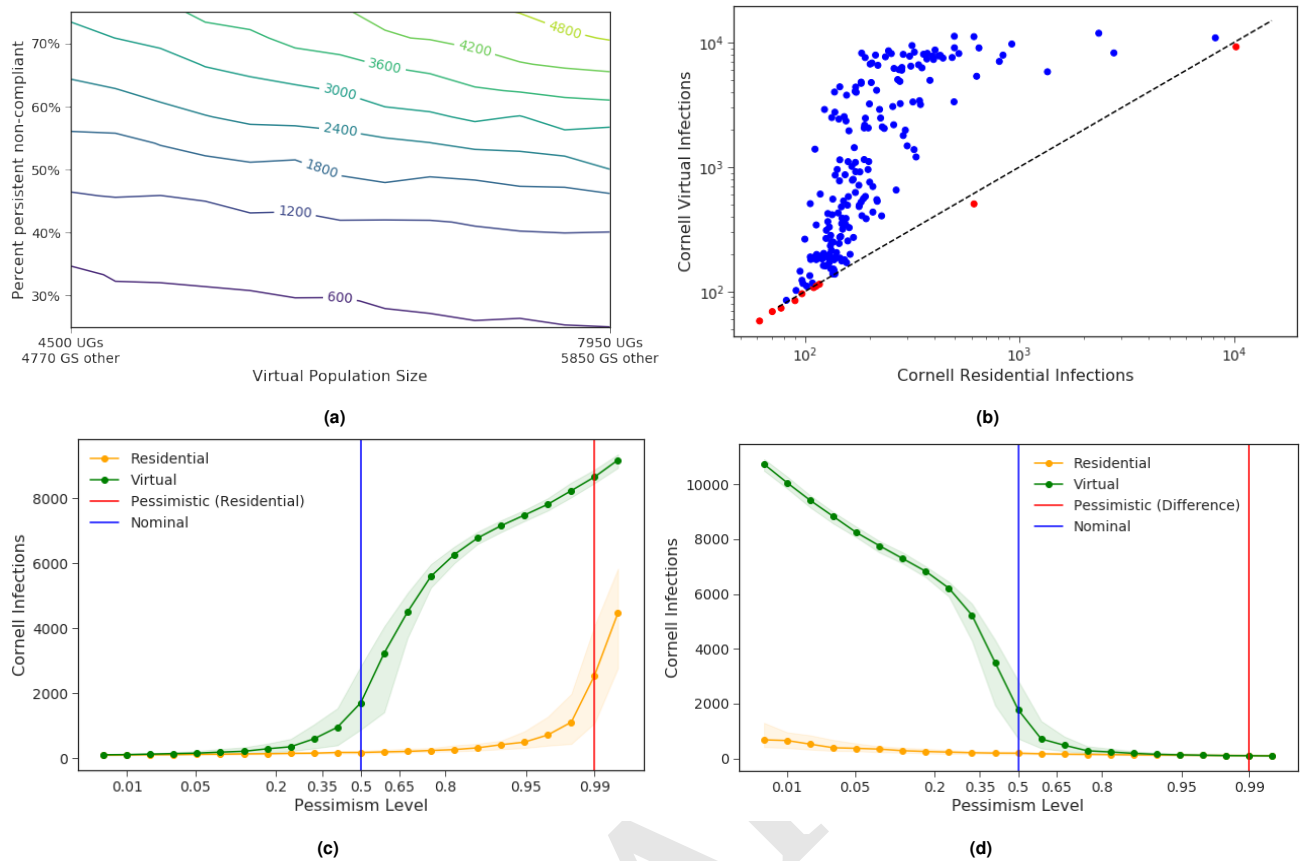 Percent persistent non-compliant
70%
60%
50%
40%
30%
4800
4200
3600
3000
2400
1800
1200
600
4500 UGs
4770 GS other
7950 UGs
5850 GS other
Virtual Population Size
(a)
Cornell Virtual Infections
10⁴
10³
10²
10²
10³
10⁴
Cornell Residential Infections
(b)
Cornell Infections
8000
6000
4000
2000
0
Residential
Virtual
Pessimistic (Residential)
Nominal
0.01
0.05
0.2
0.35
0.5
0.65
0.8
0.95
0.99
Pessimism Level
(c)
Cornell Infections
10000
8000
6000
4000
2000
0
Residential
Virtual
Pessimistic (Difference)
Nominal
0.01
0.05
0.2
0.35
0.5
0.65
0.8
0.95
0.99
Pessimism Level
(d)